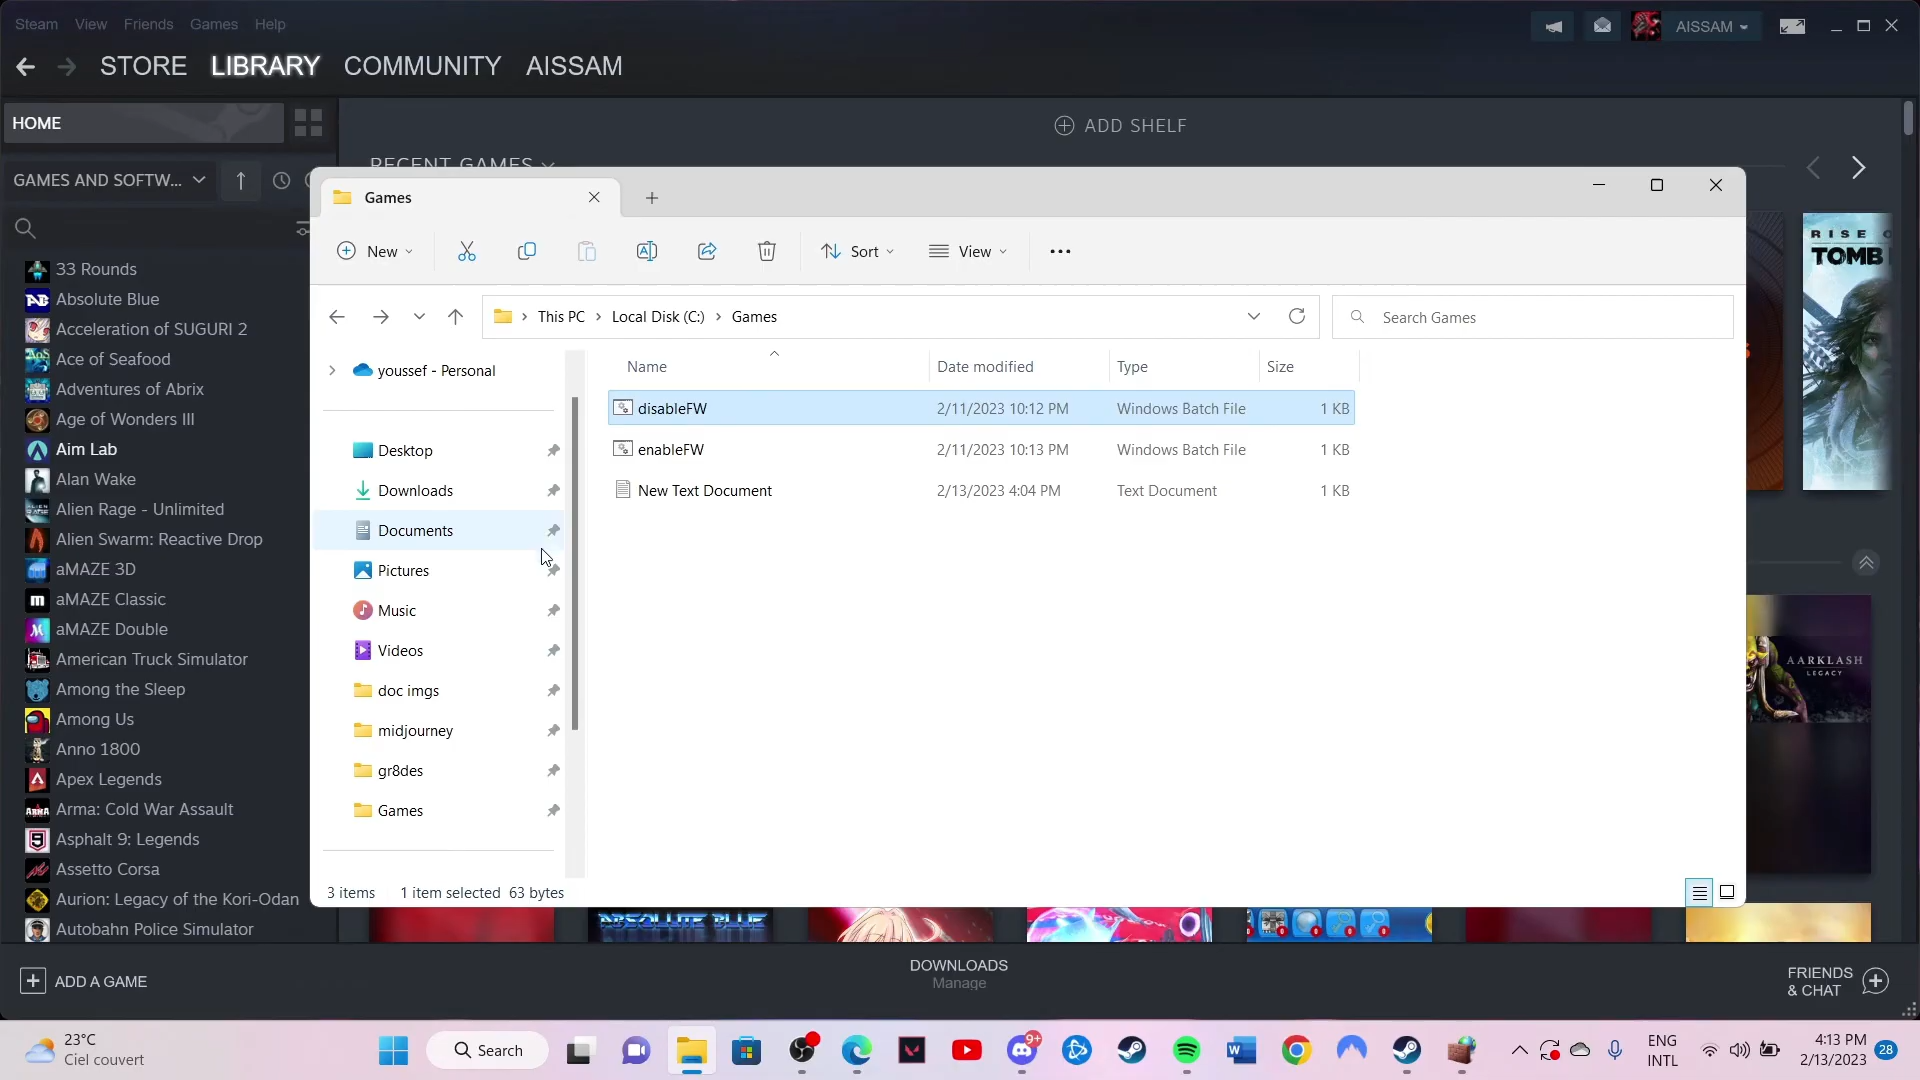 Steam View Friends Games Help
AISSAM
STORE LIBRARY COMMUNITY AISSAM
HOME
ADD SHELF
RECENT GAMES
GAMES AND SOFTW...
Games
New
Sort
View
This PC
Local Disk (C:)
Games
Search Games
youssef - Personal
Desktop
Downloads
Documents
Pictures
Music
Videos
doc imgs
midjourney
gr8des
Games
Name Date modified Type Size
disableFW 2/11/2023 10:12 PM Windows Batch File 1 KB
enableFW 2/11/2023 10:13 PM Windows Batch File 1 KB
New Text Document 2/13/2023 4:04 PM Text Document 1 KB
3 items 1 item selected 63 bytes
33 Rounds
Absolute Blue
Acceleration of SUGURI 2
Ace of Seafood
Adventures of Abrix
Age of Wonders III
Aim Lab
Alan Wake
Alien Rage - Unlimited
Alien Swarm: Reactive Drop
aMAZE 3D
aMAZE Classic
aMAZE Double
American Truck Simulator
Among the Sleep
Among Us
Anno 1800
Apex Legends
Arma: Cold War Assault
Asphalt 9: Legends
Assetto Corsa
Aurion: Legacy of the Kori-Odan
Autobahn Police Simulator
RISE
TOMB
AARKLASH
LEGACY
ABSOLUTE BLUE
ADD A GAME
DOWNLOADS
Manage
FRIENDS
& CHAT
23°C
Ciel couvert
Search
9+
ENG
INTL
4:13 PM
2/13/2023
28